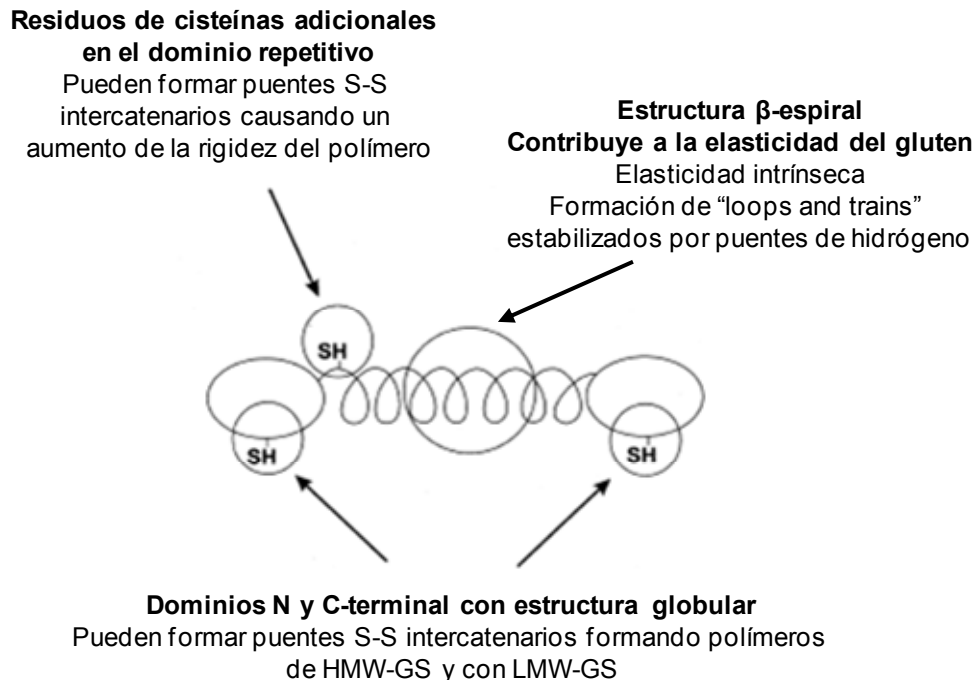 Residuos de cisteínas adicionales
en el dominio repetitivo
Pueden formar puentes S-S
intercatenarios causando un
aumento de la rigidez del polímero
Estructura β-espiral
Contribuye a la elasticidad del gluten
Elasticidad intrínseca
Formación de “loops and trains”
estabilizados por puentes de hidrógeno
SH
SH
SH
Dominios N y C-terminal con estructura globular
Pueden formar puentes S-S intercatenarios formando polímeros
de HMW-GS y con LMW-GS